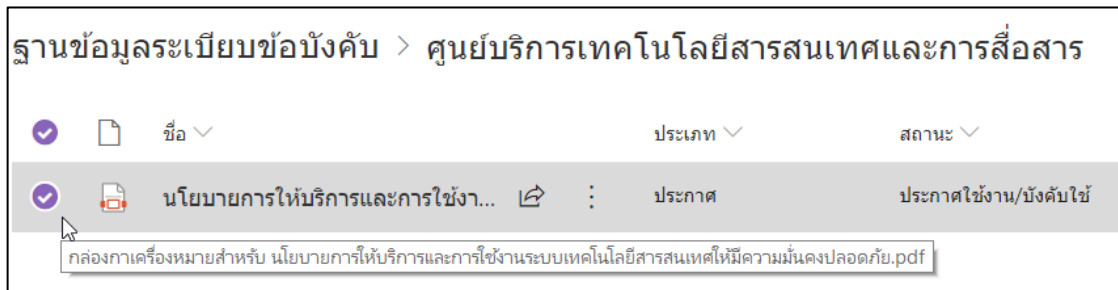 ฐานข้อมูลระเบียบข้อบังคับ > ศูนย์บริการเทคโนโลยีสารสนเทศและการสื่อสาร
ชื่อ ประเภท สถานะ
นโยบายการให้บริการและการใช้งา... ประกาศ ประกาศใช้งาน/บังคับใช้
กล่องกาเครื่องหมายสำหรับ นโยบายการให้บริการและการใช้งานระบบเทคโนโลยีสารสนเทศให้มีความมั่นคงปลอดภัย.pdf